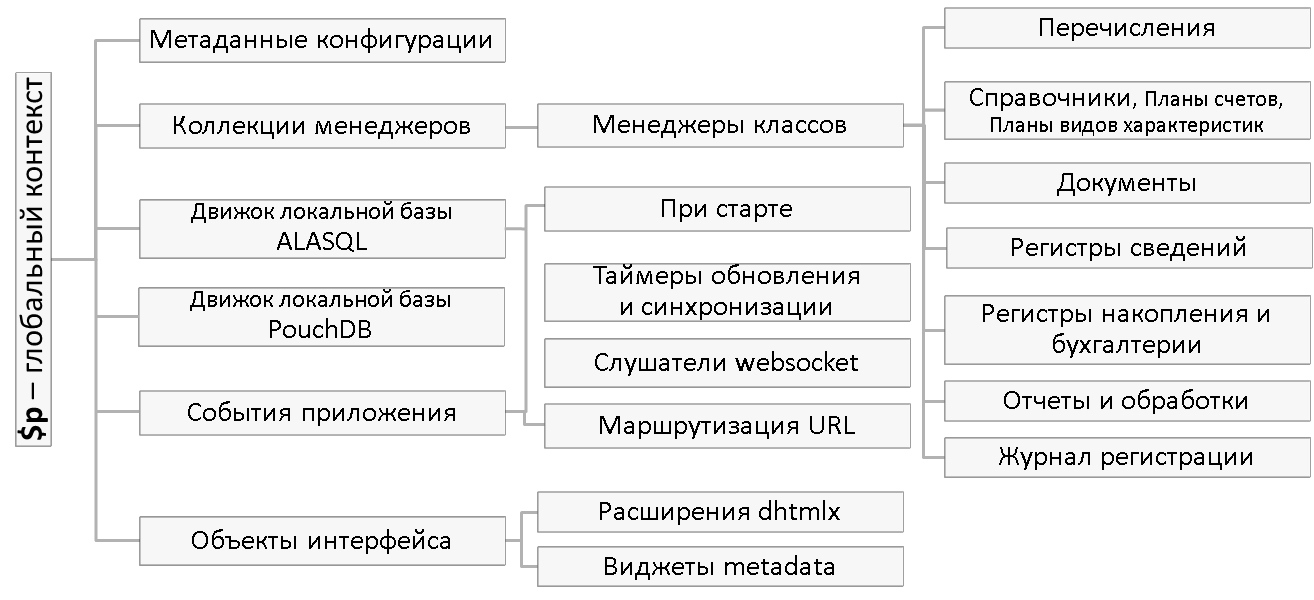 $p – глобальный контекст
Метаданные конфигурации
Коллекции менеджеров
Движок локальной базы
ALASQL
Движок локальной базы
PouchDB
События приложения
Объекты интерфейса
Менеджеры классов
При старте
Таймеры обновления
и синхронизации
Слушатели websocket
Маршрутизация URL
Расширения dhtmlx
Виджеты metadata
Перечисления
Справочники, Планы счетов,
Планы видов характеристик
Документы
Регистры сведений
Регистры накопления и
бухгалтерии
Отчеты и обработки
Журнал регистрации